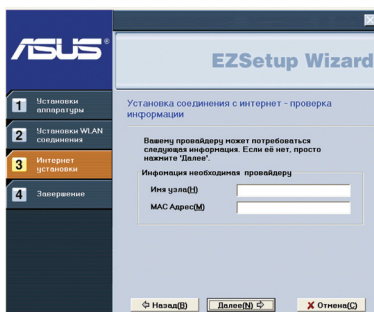 ASUS
EZSetup Wizard
1 Установки
аппаратуры
2 Установки WLAN
соединения
3 Интернет
установки
4 Завершение
Установка соединения с интернет - проверка
информации
Вашему провайдеру может потребоваться
следующая информация. Если её нет, просто
нажмите 'Далее'.
Инфомация необходимая провайдеру
Имя узла(H)
MAC Адрес(M)
Назад(B)
Далее(N)
Отмена(C)